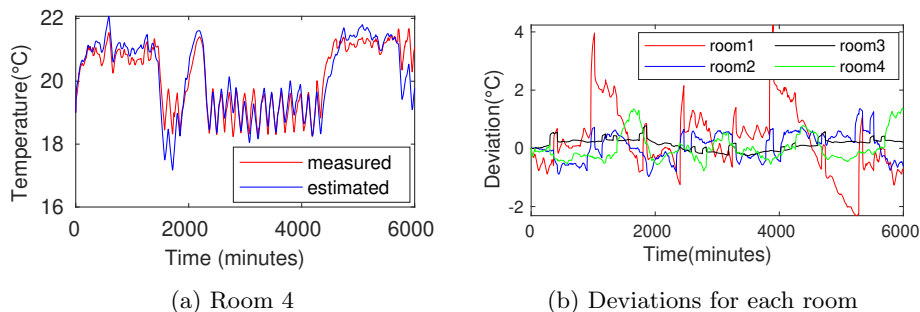 22
20
18
16
Temperature(°C)
0
2000
4000
6000
Time (minutes)
measured
estimated
(a) Room 4
4
2
0
-2
Deviation(°C)
0
2000
4000
6000
Time(minutes)
room1
room3
room2
room4
(b) Deviations for each room